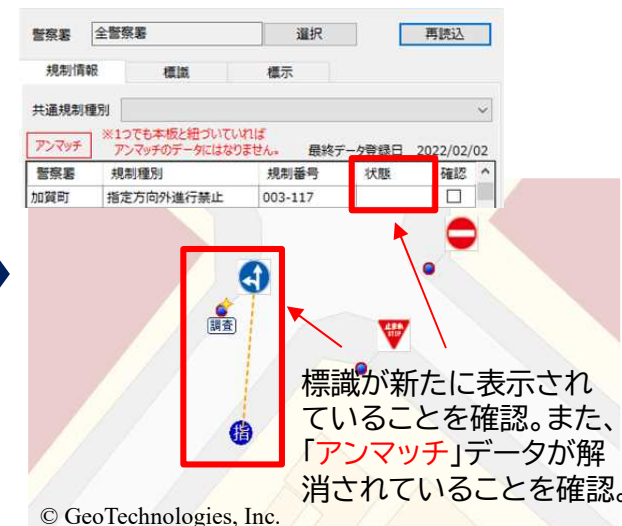 警察署 全警察署 選択 再読込
規制情報 標識 標示
共通規制種別
アンマッチ ※1つでも本板と紐づいていれば
アンマッチのデータにはなりません。 最終データ登録日 2022/02/02
警察署 規制種別 規制番号 状態 確認
加賀町 指定方向外進行禁止 003-117
調査
止まれ
STOP
指
標識が新たに表示され
ていることを確認。また、
「アンマッチ」データが解
消されていることを確認。
© GeoTechnologies, Inc.